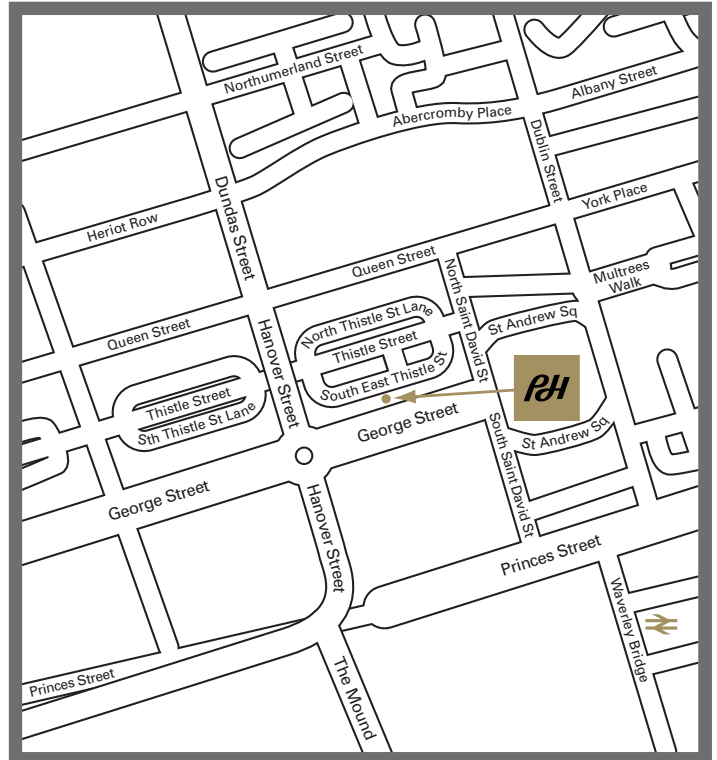 Northumerland Street
Albany Street
Abercromby Place
Dublin Street
Dundas Street
York Place
Heriot Row
Queen Street
Multrees
Walk
North Saint David St
North Thistle St Lane
St Andrew Sq
Queen Street
Hanover Street
Thistle Street
South East Thistle St
PH
Thistle Street
Sth Thistle St Lane
George Street
South Saint David St
St Andrew Sq
George Street
Hanover Street
Princes Street
Waverley Bridge
The Mound
Princes Street